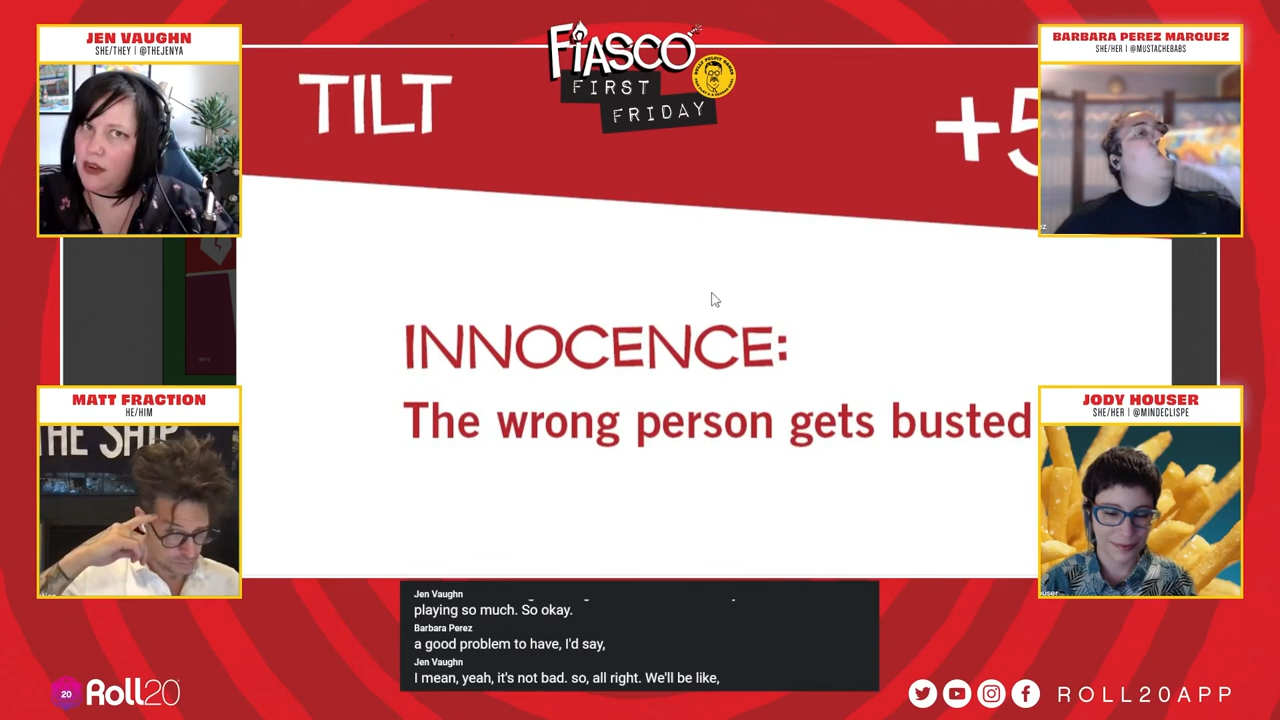 JEN VAUGHN
SHE/THEY | @THEJENYA
FiASCO
FIRST
FRIDAY
BARBARA PEREZ MARQUEZ
SHE/HER | @MUSTACHEBABS
TILT
+5
INNOCENCE:
The wrong person gets busted
MATT FRACTION
HE/HIM
THE SHIP
JODY HOUSER
SHE/HER | @MINDECLISPE
Jen Vaughn
playing so much. So okay.
Barbara Perez
a good problem to have, I'd say,
Jen Vaughn
I mean, yeah, it's not bad. so, all right. We'll be like,
20
Roll20
ROLL20APP